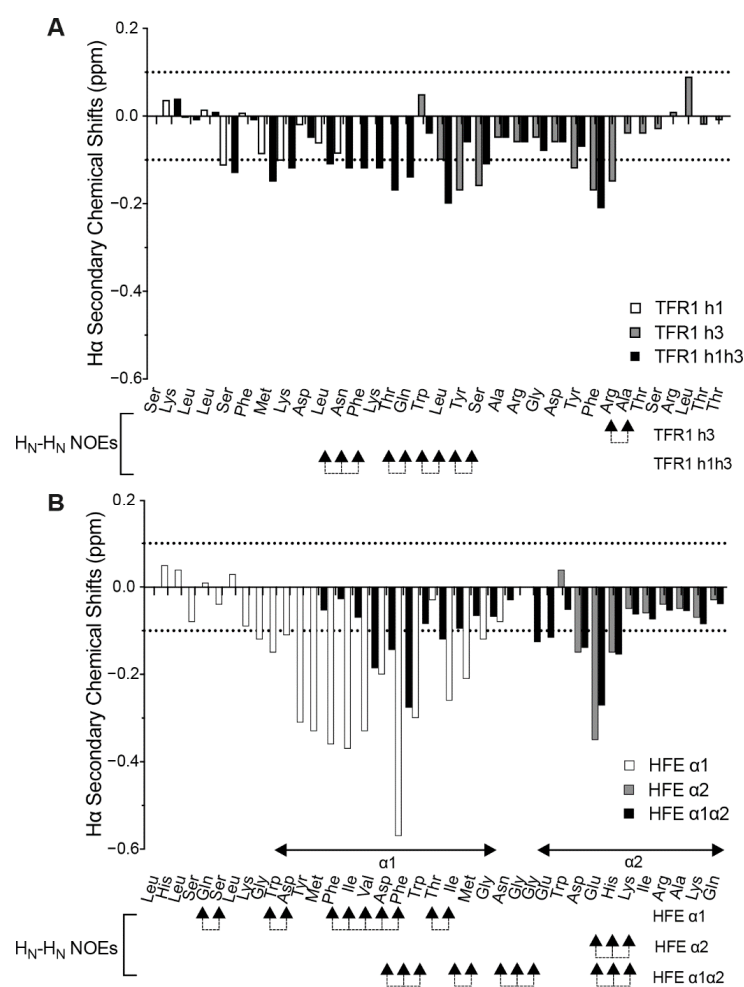 A
Hα Secondary Chemical Shifts (ppm)
0.2
0.0
−0.2
−0.4
−0.6
TFR1 h1
TFR1 h3
TFR1 h1h3
Ser Lys Leu Leu Ser Phe Met Lys Asp Leu Asn Phe Lys Thr Gln Trp Leu Tyr Ser Ala Arg Gly Asp Tyr Phe Arg Ala Thr Ser Arg Leu Thr Thr
HN-HN NOEs
TFR1 h3
TFR1 h1h3
B
Hα Secondary Chemical Shifts (ppm)
0.2
0.0
−0.2
−0.4
−0.6
HFE α1
HFE α2
HFE α1α2
α1
α2
Leu His Leu Ser Gln Ser Leu Lys Gly Trp Asp Tyr Met Phe Ile Val Asp Phe Trp Thr Ile Met Gly Asn Gly Gly Glu Trp Asp Glu His Lys Ile Arg Ala Lys Gln
HN-HN NOEs
HFE α1
HFE α2
HFE α1α2